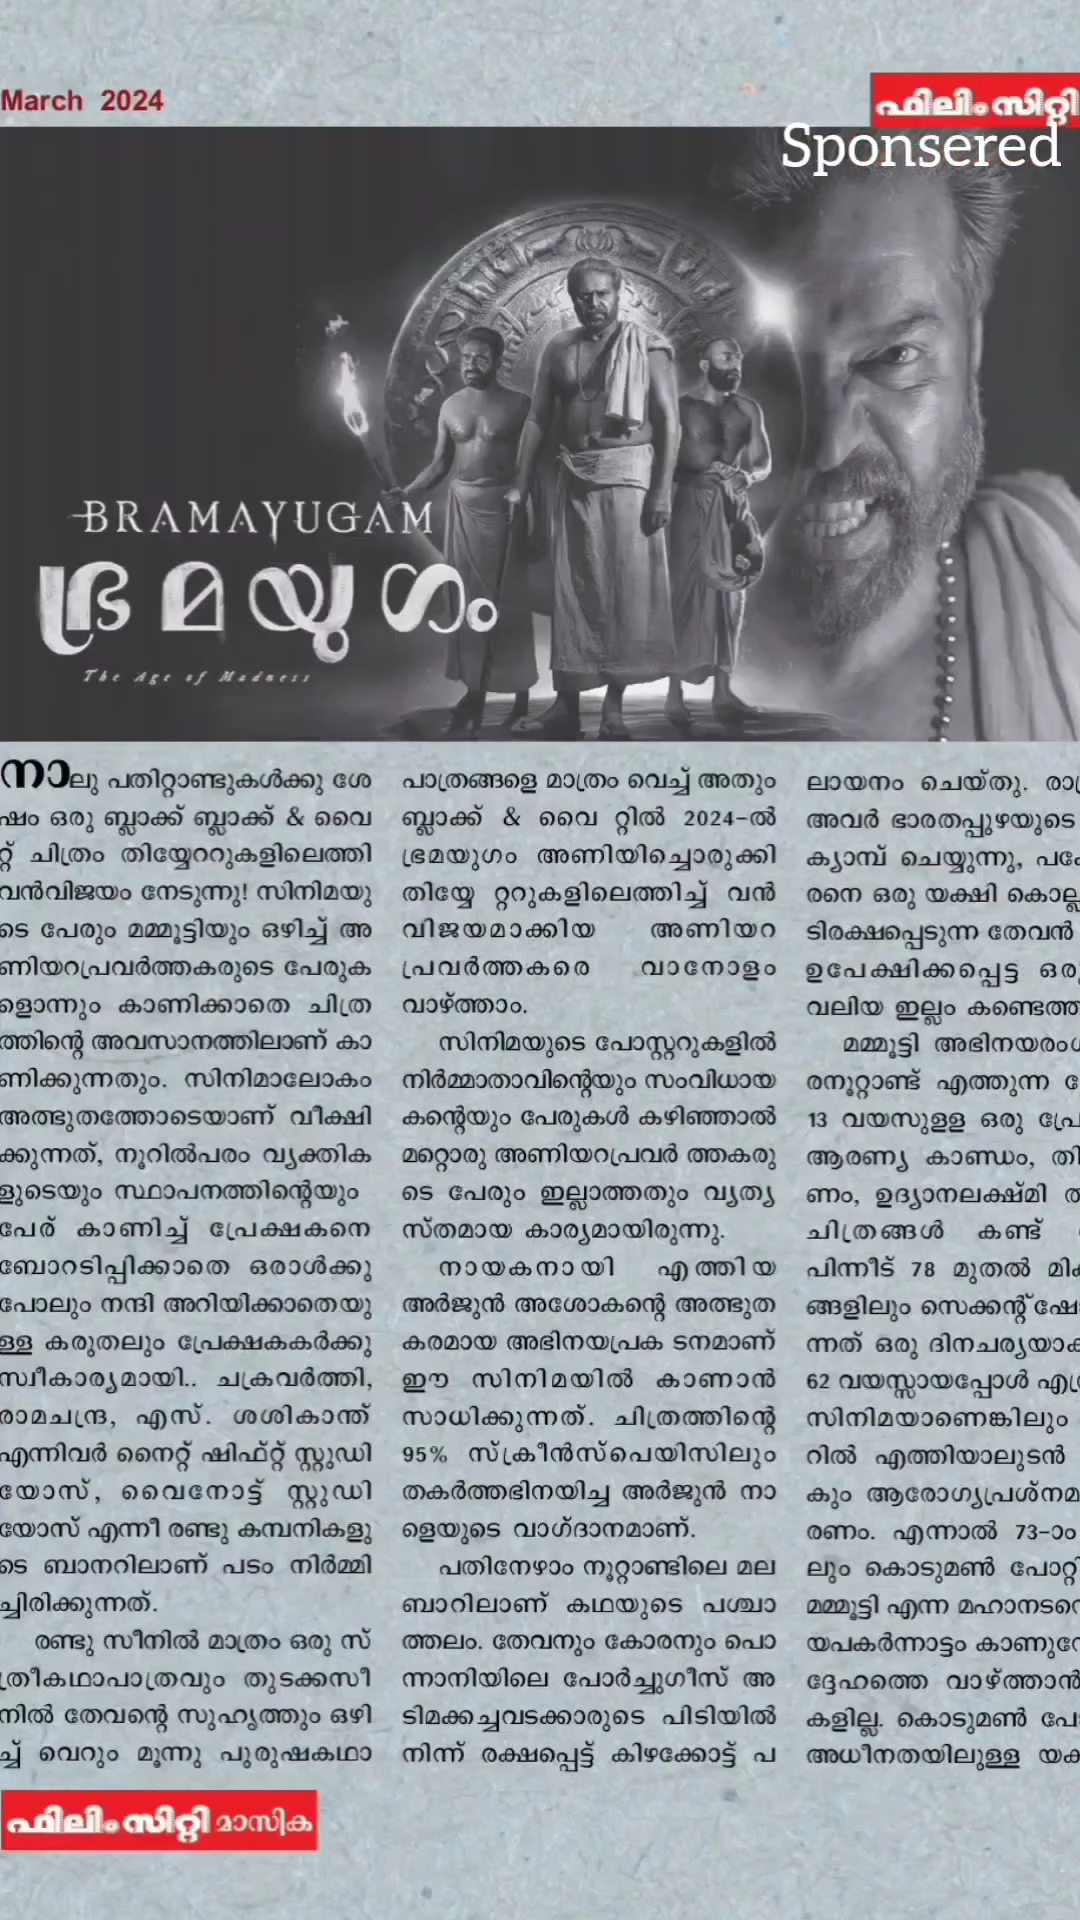 March 2024
ഫിലിം സിറ്റി
Sponsered
BRAMAYUGAM
ഭ്രമയുഗം
The Age of Madness
നാലു പതിറ്റാണ്ടുകൾക്കു ശേ
ഷം ഒരു ബ്ലാക്ക് ബ്ലാക്ക് & വൈ
റ്റ് ചിത്രം തിയ്യേററുകളിലെത്തി
വൻവിജയം നേടുന്നു! സിനിമയു
ടെ പേരും മമ്മൂട്ടിയും ഒഴിച്ച് അ
ണിയറപ്രവർത്തകരുടെ പേരുക
ളൊന്നും കാണിക്കാതെ ചിത്ര
ത്തിന്റെ അവസാനത്തിലാണ് കാ
ണിക്കുന്നതും. സിനിമാലോകം
അത്ഭുതത്തോടെയാണ് വീക്ഷി
ക്കുന്നത്, നൂറിൽപരം വ്യക്തിക
ളുടെയും സ്ഥാപനത്തിന്റെയും
പേര് കാണിച്ച് പ്രേക്ഷകനെ
ബോറടിപ്പിക്കാതെ ഒരാൾക്കു
പോലും നന്ദി അറിയിക്കാതെയു
ള്ള കരുതലും പ്രേക്ഷകകർക്കു
സ്വീകാര്യമായി.. ചക്രവർത്തി,
രാമചന്ദ്ര, എസ്. ശശികാന്ത്
എന്നിവർ നൈറ്റ് ഷിഫ്റ്റ് സ്റ്റുഡി
യോസ്, വൈനോട്ട് സ്റ്റുഡി
യോസ് എന്നീ രണ്ടു കമ്പനികളു
ടെ ബാനറിലാണ് പടം നിർമ്മി
ച്ചിരിക്കുന്നത്.
രണ്ടു സീനിൽ മാത്രം ഒരു സ്
ത്രീകഥാപാത്രവും തുടക്കസീ
നിൽ തേവന്റെ സുഹൃത്തും ഒഴി
ച്ച് വെറും മൂന്നു പുരുഷകഥാ
പാത്രങ്ങളെ മാത്രം വെച്ച് അതും
ബ്ലാക്ക് & വൈ റ്റിൽ 2024-ൽ
ഭ്രമയുഗം അണിയിച്ചൊരുക്കി
തിയ്യേ റ്ററുകളിലെത്തിച്ച് വൻ
വിജയമാക്കിയ അണിയറ
പ്രവർത്തകരെ വാനോളം
വാഴ്ത്താം.
സിനിമയുടെ പോസ്റ്ററുകളിൽ
നിർമ്മാതാവിന്റെയും സംവിധായ
കന്റെയും പേരുകൾ കഴിഞ്ഞാൽ
മറ്റൊരു അണിയറപ്രവർ ത്തകരു
ടെ പേരും ഇല്ലാത്തതും വ്യത്യ
സ്തമായ കാര്യമായിരുന്നു.
നായകനായി എത്തിയ
അർജുൻ അശോകന്റെ അത്ഭുത
കരമായ അഭിനയപ്രക ടനമാണ്
ഈ സിനിമയിൽ കാണാൻ
സാധിക്കുന്നത്. ചിത്രത്തിന്റെ
95% സ്ക്രീൻസ്പെയിസിലും
തകർത്തഭിനയിച്ച അർജുൻ നാ
ളെയുടെ വാഗ്ദാനമാണ്.
പതിനേഴാം നൂറ്റാണ്ടിലെ മല
ബാറിലാണ് കഥയുടെ പശ്ചാ
ത്തലം. തേവനും കോരനും പൊ
ന്നാനിയിലെ പോർച്ചുഗീസ് അ
ടിമക്കച്ചവടക്കാരുടെ പിടിയിൽ
നിന്ന് രക്ഷപ്പെട്ട് കിഴക്കോട്ട് പ
ലായനം ചെയ്തു.
അവർ ഭാരതപ്പുഴയുടെ
ക്യാമ്പ് ചെയ്യുന്നു,
രനെ ഒരു യക്ഷി
ടിരക്ഷപ്പെടുന്ന തേവൻ
ഉപേക്ഷിക്കപ്പെട്ട
വലിയ ഇല്ലം
മമ്മൂട്ടി
രനൂറ്റാണ്ട് എത്തുന്ന
13 വയസുളള ഒരു
ആരണ്യ കാണ്ഡം,
ണം, ഉദ്യാനലക്ഷ്മി
ചിത്രങ്ങൾ കണ്ട്
പിന്നീട് 78 മുതൽ
ങ്ങളിലും സെക്കന്റ്
ന്നത് ഒരു
62 വയസ്സായപ്പോൾ
സിനിമയാണെങ്കിലും
റിൽ എത്തിയാലുടൻ
കും
രണം. എന്നാൽ 73-ാം
ലും കൊടുമൺ
മമ്മൂട്ടി എന്ന
യപകർന്നാട്ടം
ദ്ദേഹത്തെ
കളില്ല. കൊടുമൺ
അധീനതയിലുള്ള
ഫിലിം സിറ്റി മാസിക